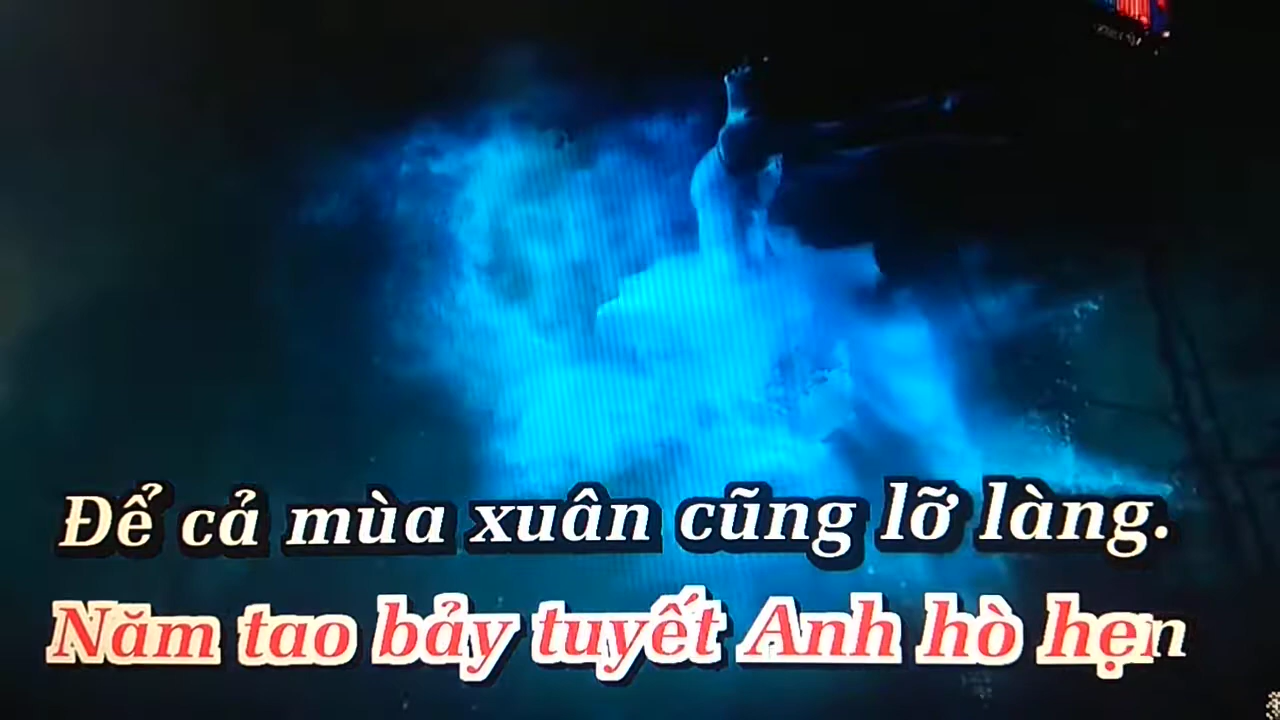 Để cả mùa xuân cũng lỡ làng.
Năm tao bảy tuyết Anh hò hẹn